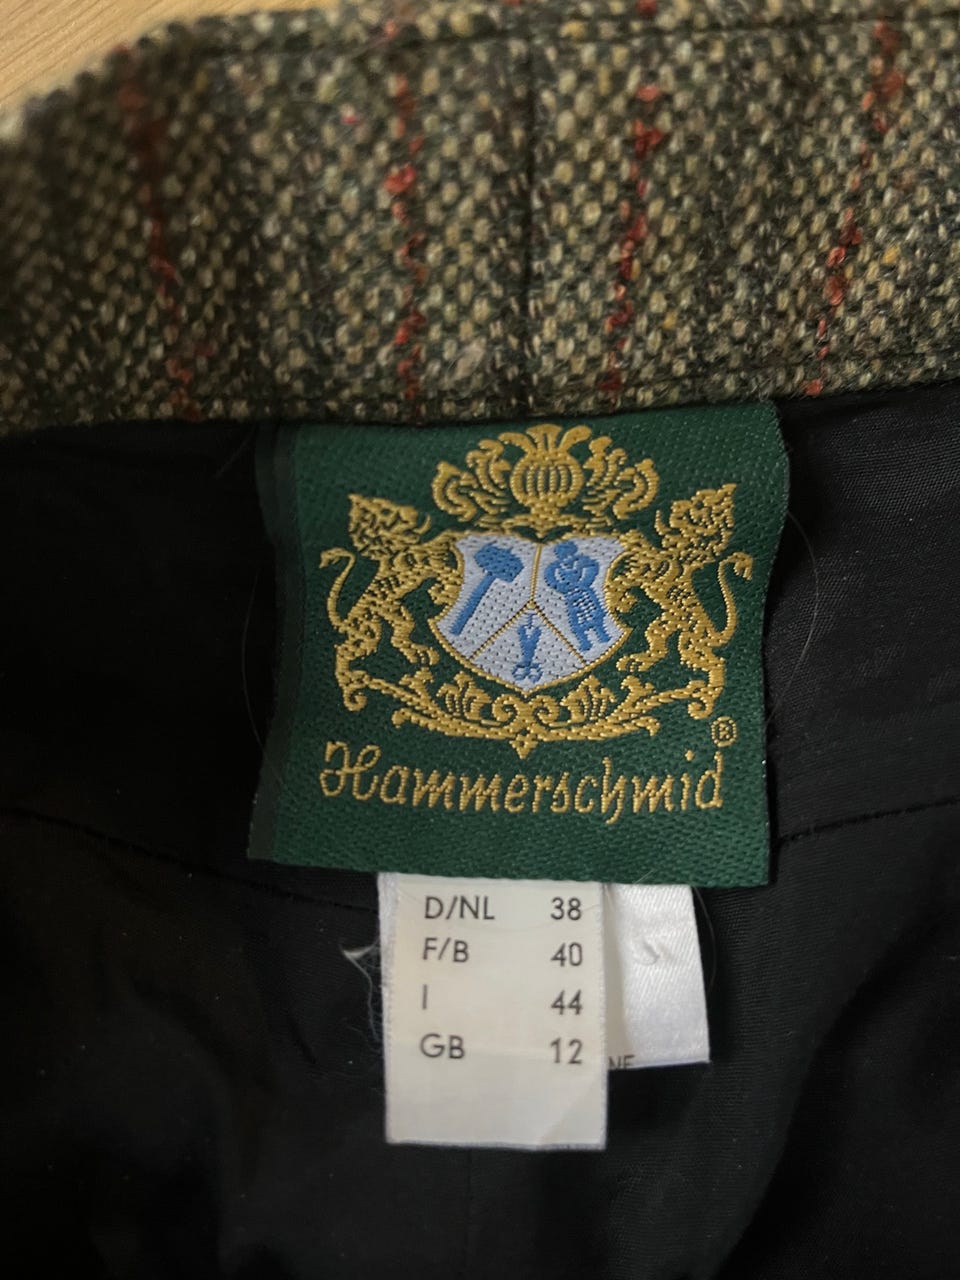 Hammerschmid ®
D/NL 38
F/B 40
I 44
GB 12